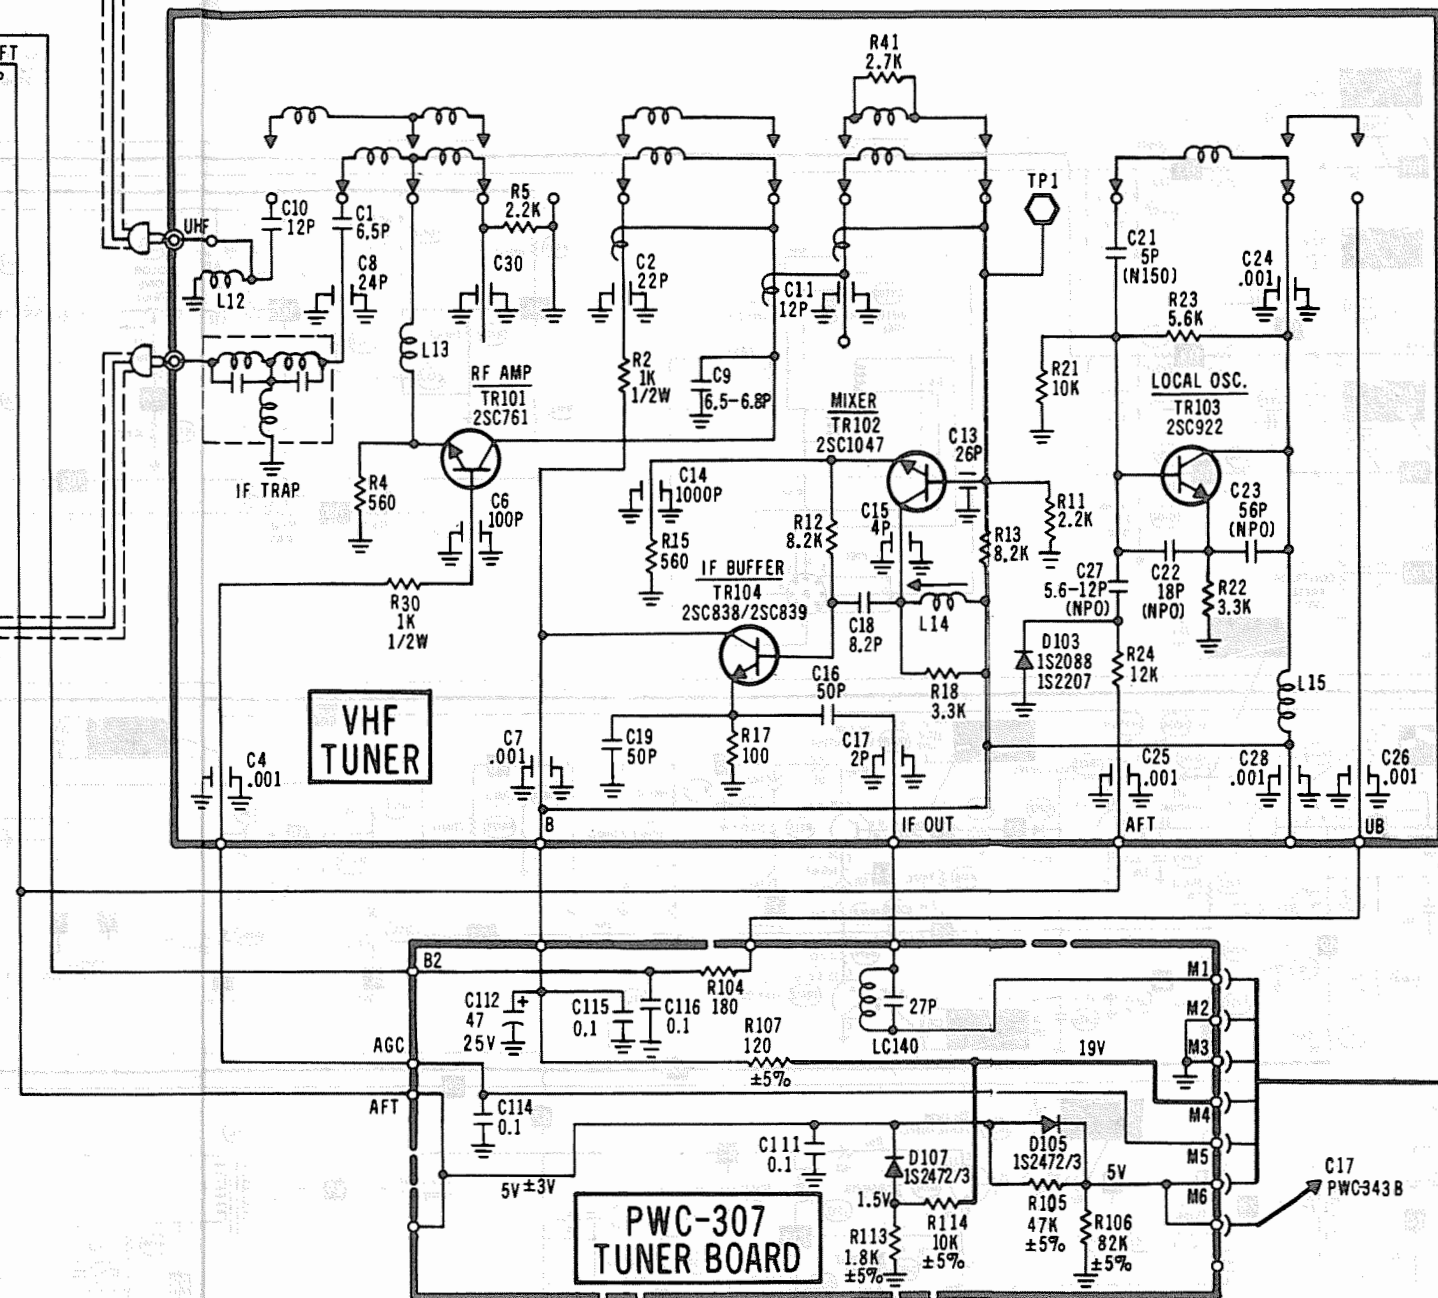 FT
R41
2.7K
TP1
UHF
C10
12P
C1
6.5P
R5
2.2K
L12
C8
24P
C30
C2
22P
C11
12P
C21
5P
(N150)
C24
.001
R23
5.6K
L13
RF AMP
TR101
2SC761
R2
1K
1/2W
C9
6.5-6.8P
MIXER
TR102
2SC1047
R21
10K
LOCAL OSC.
TR103
2SC922
C13
26P
IF TRAP
R4
560
C6
100P
C14
1000P
C15
4P
R12
8.2K
R15
560
R13
8.2K
R11
2.2K
C23
56P
(NPO)
IF BUFFER
TR104
2SC838/2SC839
C27
5.6-12P
(NPO)
C22
18P
(NPO)
R22
3.3K
R30
1K
1/2W
C18
8.2P
L14
D103
1S2088
1S2207
R24
12K
L15
C16
50P
R18
3.3K
VHF
TUNER
C4
.001
C7
.001
C19
50P
R17
100
C17
2P
C25
.001
C28
.001
C26
.001
B
IF OUT
AFT
UB
B2
R104
180
M1
C112
47
25V
+
C115
0.1
C116
0.1
R107
120
±5%
27P
LC140
M2
M3
19V
AGC
AFT
C114
0.1
M4
C111
0.1
D107
1S2472/3
D105
1S2472/3
M5
5V ±3V
1.5V
5V
M6
C17
PWC-343 B
PWC-307
TUNER BOARD
R113
1.8K
±5%
R114
10K
±5%
R105
47K
±5%
R106
82K
±5%